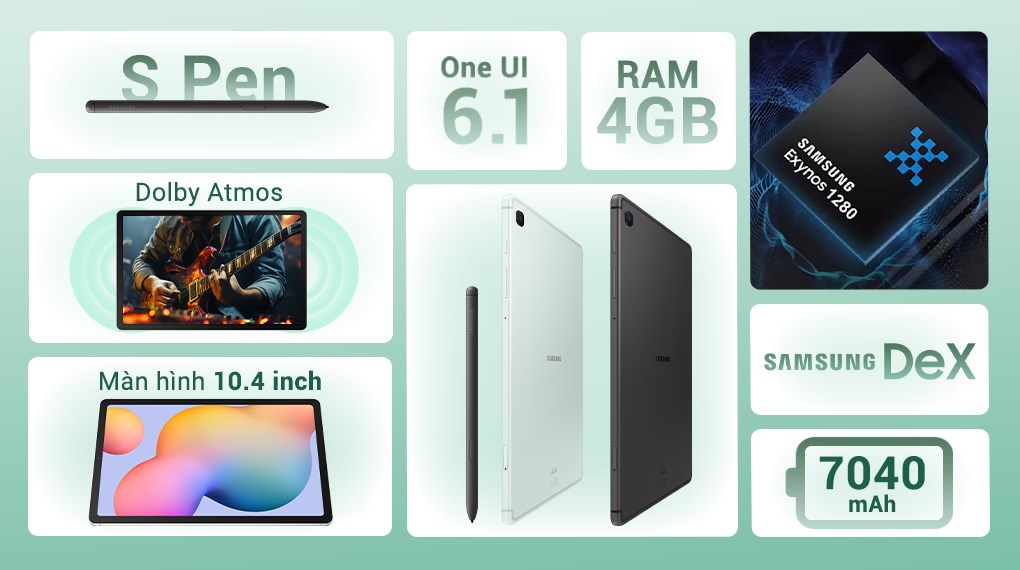 S Pen
One UI
6.1
RAM
4GB
SAMSUNG
Exynos 1280
Dolby Atmos
SAMSUNG
SAMSUNG
SAMSUNG DeX
Màn hình 10.4 inch
7040
mAh